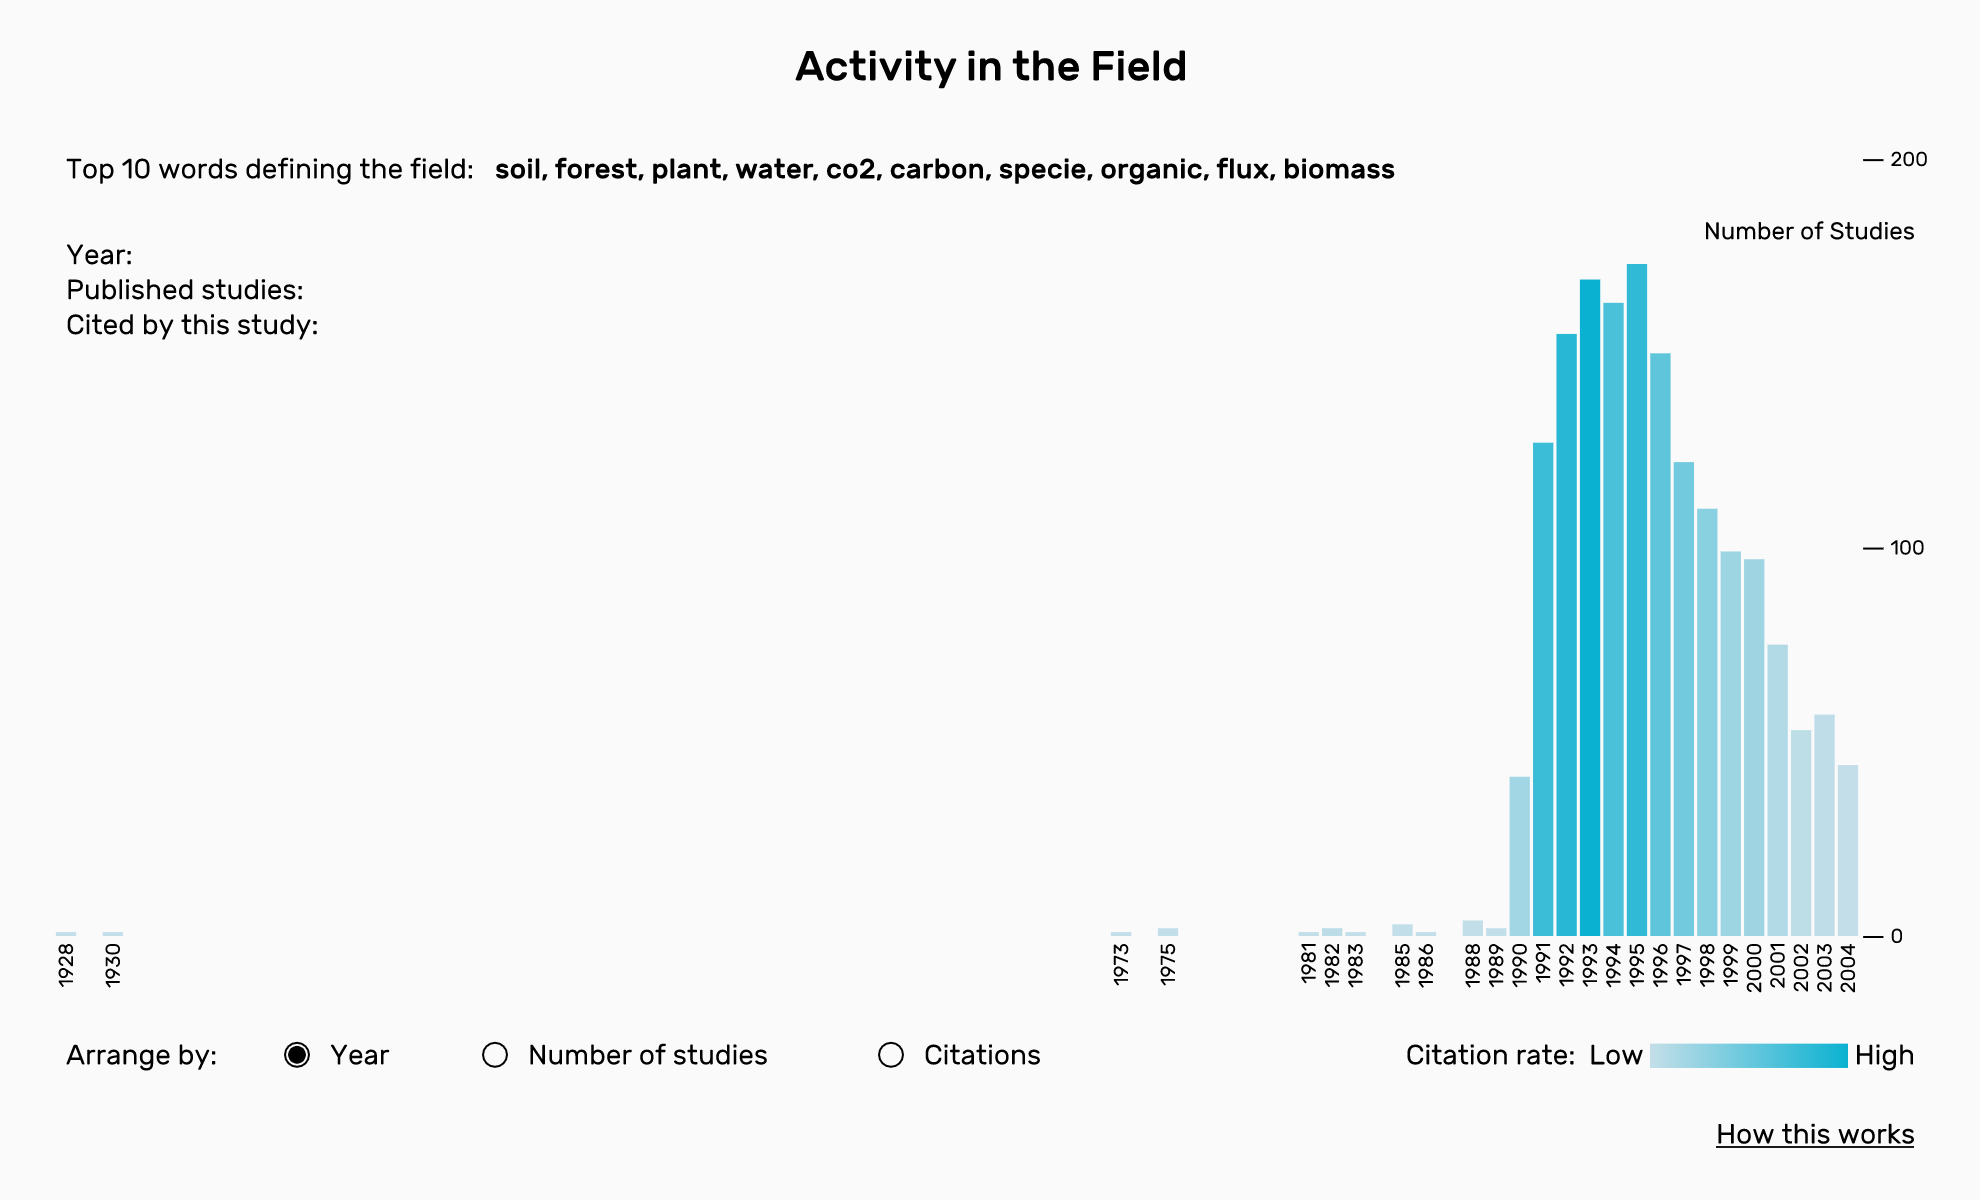 Activity in the Field
Top 10 words defining the field: soil, forest, plant, water, co2, carbon, specie, organic, flux, biomass
200
Number of Studies
Year:
Published studies:
Cited by this study:
100
0
1928 1930 1973 1975 1981 1982 1983 1985 1986 1988 1989 1990 1991 1992 1993 1994 1995 1996 1997 1998 1999 2000 2001 2002 2003 2004
Arrange by: Year Number of studies Citations Citation rate: Low High
How this works